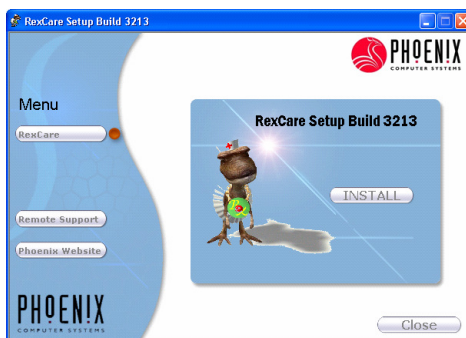 RexCare Setup Build 3213
PHOENIX
COMPUTER SYSTEMS
Menu
RexCare
RexCare Setup Build 3213
INSTALL
Remote Support
Phoenix Website
PHOENIX
COMPUTER SYSTEMS
Close